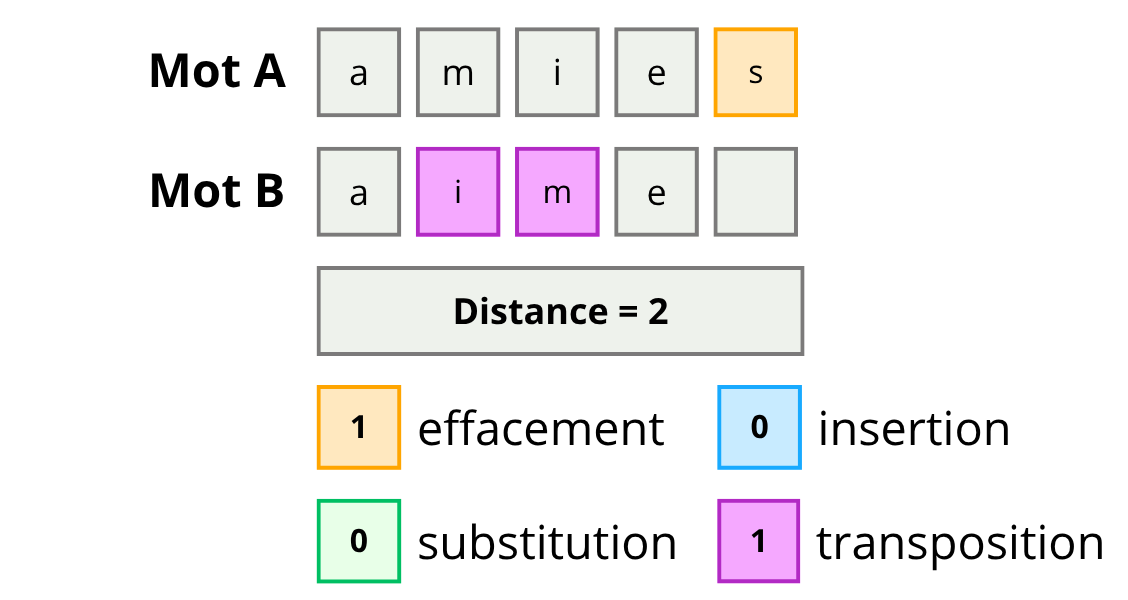 Mot A a m i e s
Mot B a i m e
Distance = 2
1 effacement 0 insertion
0 substitution 1 transposition